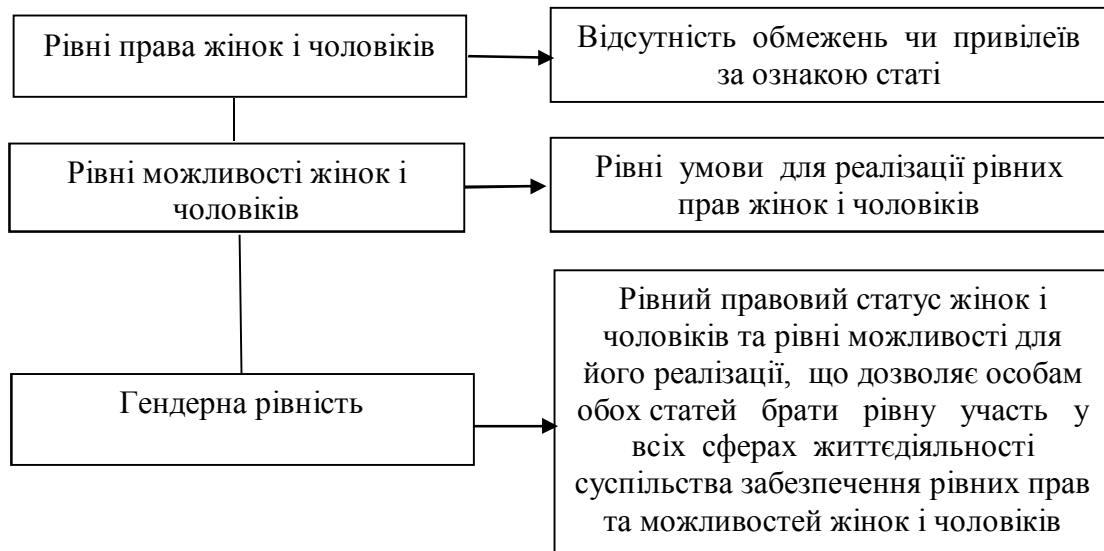 Рівні права жінок і чоловіків
Відсутність обмежень чи привілеїв
за ознакою статі
Рівні можливості жінок і
чоловіків
Рівні умови для реалізації рівних
прав жінок і чоловіків
Гендерна рівність
Рівний правовий статус жінок і
чоловіків та рівні можливості для
його реалізації, що дозволяє особам
обох статей брати рівну участь у
всіх сферах життєдіяльності
суспільства забезпечення рівних прав
та можливостей жінок і чоловіків